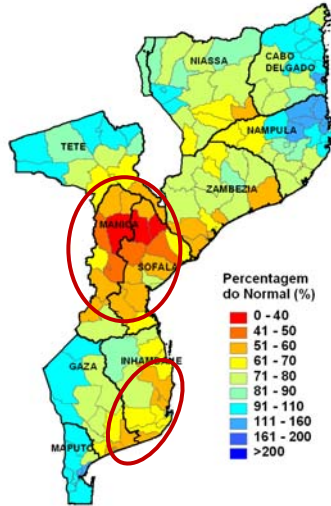 NIASSA
CABO
DELGADO
NAMPULA
TETE
ZAMBEZIA
MANICA
SOFALA
INHAMBANE
GAZA
MAPUTO
Percentagem
do Normal (%)
0 - 40
41 - 50
51 - 60
61 - 70
71 - 80
81 - 90
91 - 110
111 - 160
161 - 200
>200